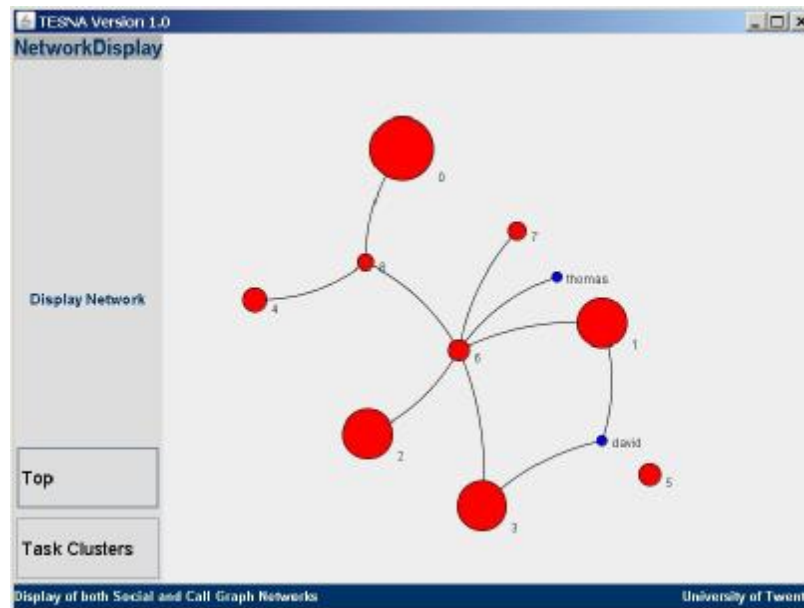 TESNA Version 1.0
NetworkDisplay
0
7
8
thomas
Display Network
4
1
6
david
2
Top
5
3
Task Clusters
Display of both Social and Call Graph Networks
University of Twent